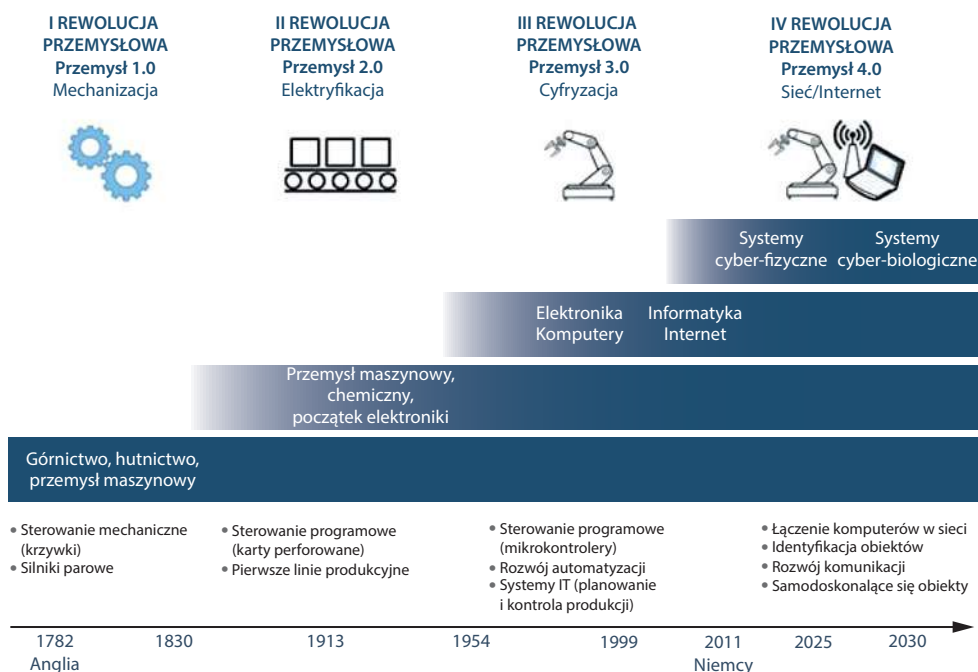 I REWOLUCJA
PRZEMYSŁOWA
Przemysł 1.0
Mechanizacja
II REWOLUCJA
PRZEMYSŁOWA
Przemysł 2.0
Elektryfikacja
III REWOLUCJA
PRZEMYSŁOWA
Przemysł 3.0
Cyfryzacja
IV REWOLUCJA
PRZEMYSŁOWA
Przemysł 4.0
Sieć/Internet
Systemy
cyber-fizyczne
Systemy
cyber-biologiczne
Elektronika
Komputery
Informatyka
Internet
Przemysł maszynowy,
chemiczny,
początek elektroniki
Górnictwo, hutnictwo,
przemysł maszynowy
• Sterowanie mechaniczne
(krzywki)
• Silniki parowe
• Sterowanie programowe
(karty perforowane)
• Pierwsze linie produkcyjne
• Sterowanie programowe
(mikrokontrolery)
• Rozwój automatyzacji
• Systemy IT (planowanie
i kontrola produkcji)
• Łączenie komputerów w sieci
• Identyfikacja obiektów
• Rozwój komunikacji
• Samodoskonalące się obiekty
1782
Anglia
1830
1913
1954
1999
2011
Niemcy
2025
2030